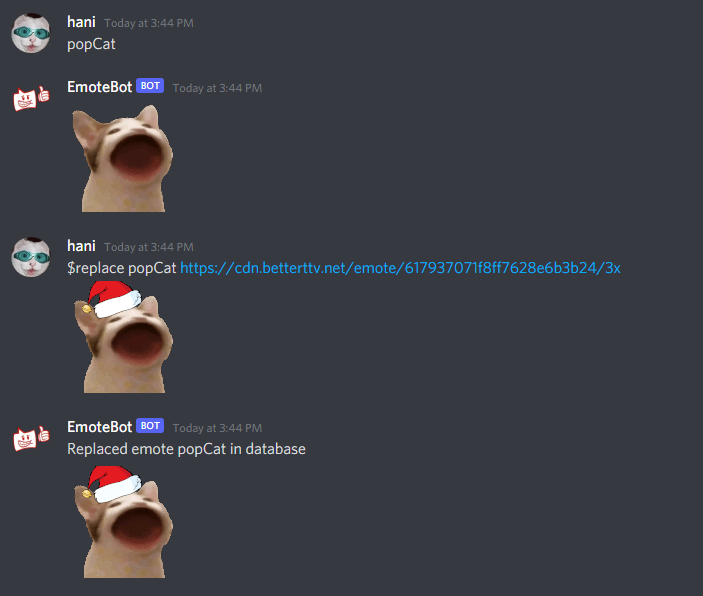 hani Today at 3:44 PM
popCat
EmoteBot BOT Today at 3:44 PM
hani Today at 3:44 PM
$replace popCat https://cdn.betterttv.net/emote/617937071f8ff7628e6b3b24/3x
EmoteBot BOT Today at 3:44 PM
Replaced emote popCat in database